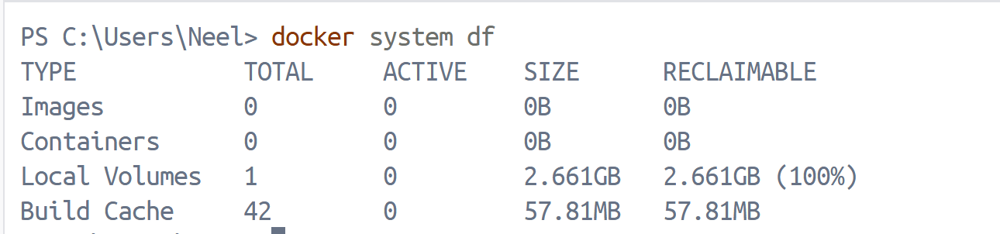 PS C:\Users\Neel> docker system df
TYPE TOTAL ACTIVE SIZE RECLAIMABLE
Images 0 0 0B 0B
Containers 0 0 0B 0B
Local Volumes 1 0 2.661GB 2.661GB (100%)
Build Cache 42 0 57.81MB 57.81MB